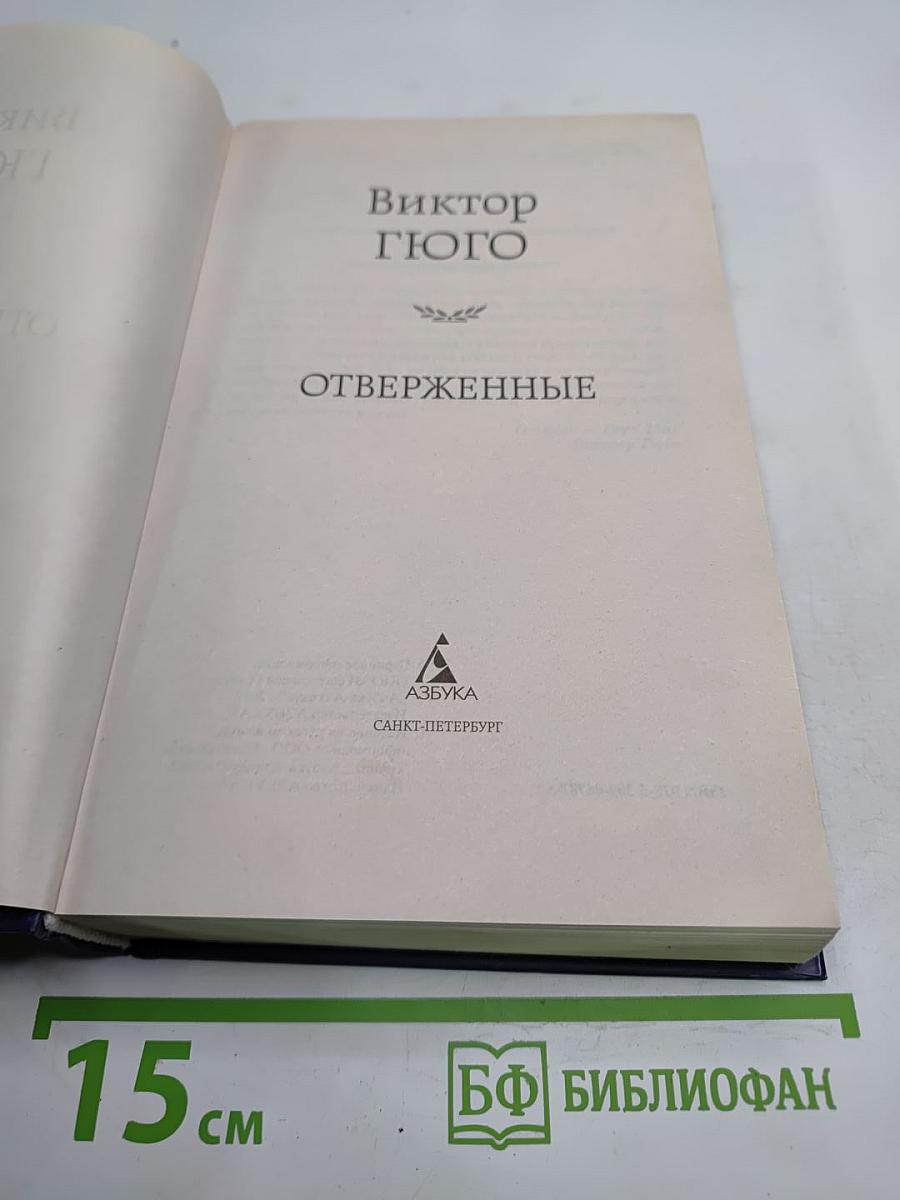 Виктор
ГЮГО
ОТВЕРЖЕННЫЕ
АЗБУКА
САНКТ-ПЕТЕРБУРГ
15 см
БФ БИБЛИОФАН